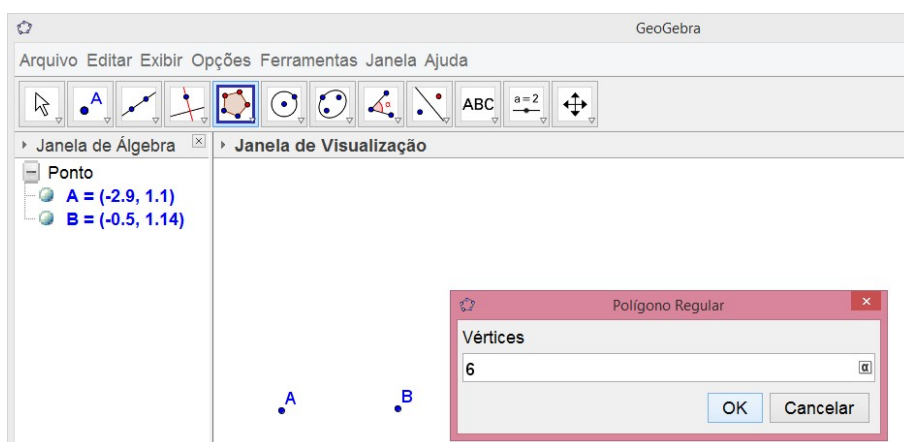 GeoGebra
Arquivo Editar Exibir Opções Ferramentas Janela Ajuda
A
α
ABC
a=2
Janela de Álgebra
Janela de Visualização
Ponto
A = (-2.9, 1.1)
B = (-0.5, 1.14)
Polígono Regular
Vértices
6
α
OK Cancelar
A B